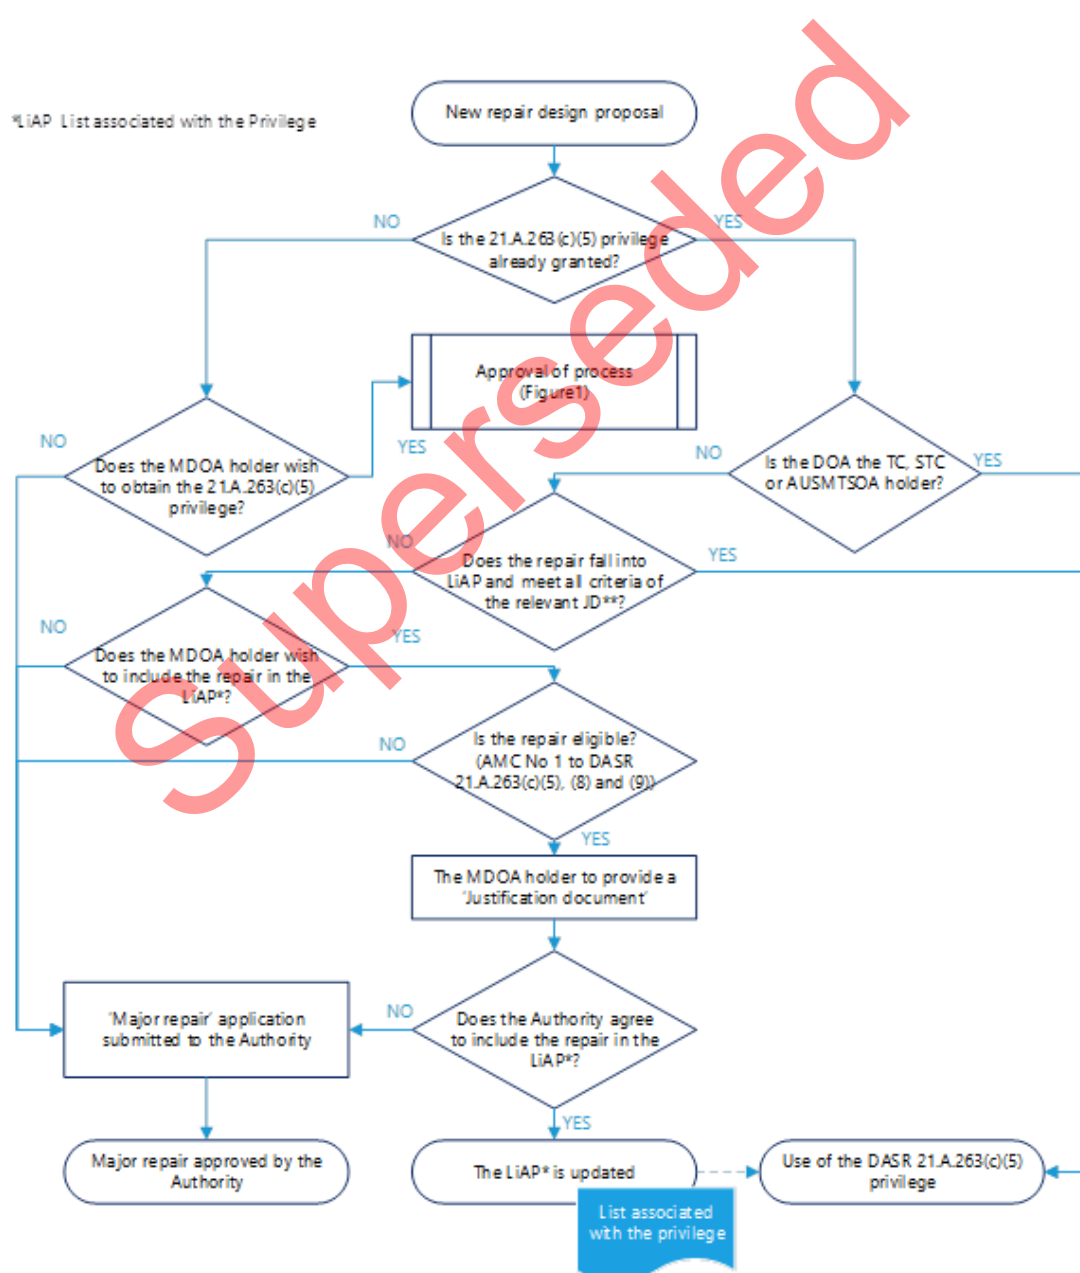 New repair design proposal
*LiAP List associated with the Privilege
NO
YES
Is the 21.A.263(c)(5) privilege
already granted?
Approval of process
(Figure1)
NO
YES
Does the MDOA holder wish
to obtain the 21.A.263(c)(5)
privilege?
NO
YES
Is the DOA the TC, STC
or AUSMTSOA holder?
NO
YES
Does the repair fall into
LiAP and meet all criteria of
the relevant JD**?
NO
YES
Does the MDOA holder wish
to include the repair in the
LiAP*?
NO
Is the repair eligible?
(AMC No 1 to DASR
21.A.263(c)(5), (8) and (9))
YES
The MDOA holder to provide a
'Justification document'
'Major repair' application
submitted to the Authority
NO
Does the Authority agree
to include the repair in the
LiAP*?
YES
Major repair approved by the
Authority
The LiAP* is updated
Use of the DASR 21.A.263(c)(5)
privilege
List associated
with the privilege
Superseded